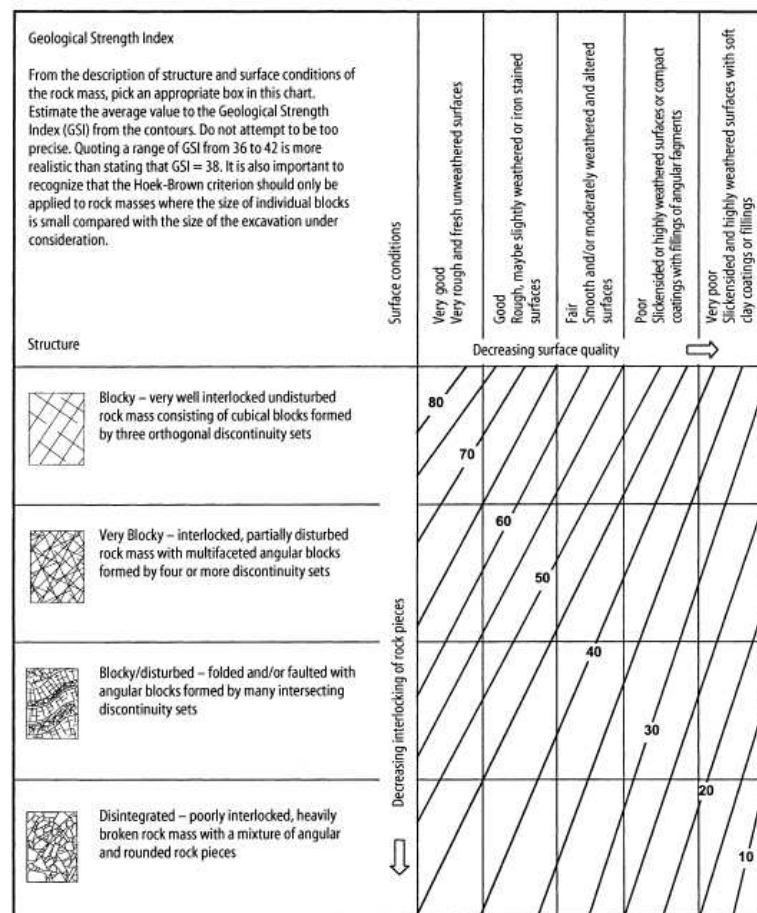 Geological Strength Index
From the description of structure and surface conditions of
the rock mass, pick an appropriate box in this chart.
Estimate the average value to the Geological Strength
Index (GSI) from the contours. Do not attempt to be too
precise. Quoting a range of GSI from 36 to 42 is more
realistic than stating that GSI = 38. It is also important to
recognize that the Hoek-Brown criterion should only be
applied to rock masses where the size of individual blocks
is small compared with the size of the excavation under
consideration.
Structure
Surface conditions
Very good
Very rough and fresh unweathered surfaces
Good
Rough, maybe slightly weathered or iron stained
surfaces
Fair
Smooth and/or moderately weathered and altered
surfaces
Poor
Slickensided or highly weathered surfaces or compact
coatings with fillings of angular fagments
Very poor
Slickensided and highly weathered surfaces with soft
clay coatings or fillings
Decreasing surface quality
Blocky – very well interlocked undisturbed
rock mass consisting of cubical blocks formed
by three orthogonal discontinuity sets
Very Blocky – interlocked, partially disturbed
rock mass with multifaceted angular blocks
formed by four or more discontinuity sets
Blocky/disturbed – folded and/or faulted with
angular blocks formed by many intersecting
discontinuity sets
Disintegrated – poorly interlocked, heavily
broken rock mass with a mixture of angular
and rounded rock pieces
Decreasing interlocking of rock pieces
80
70
60
50
40
30
20
10